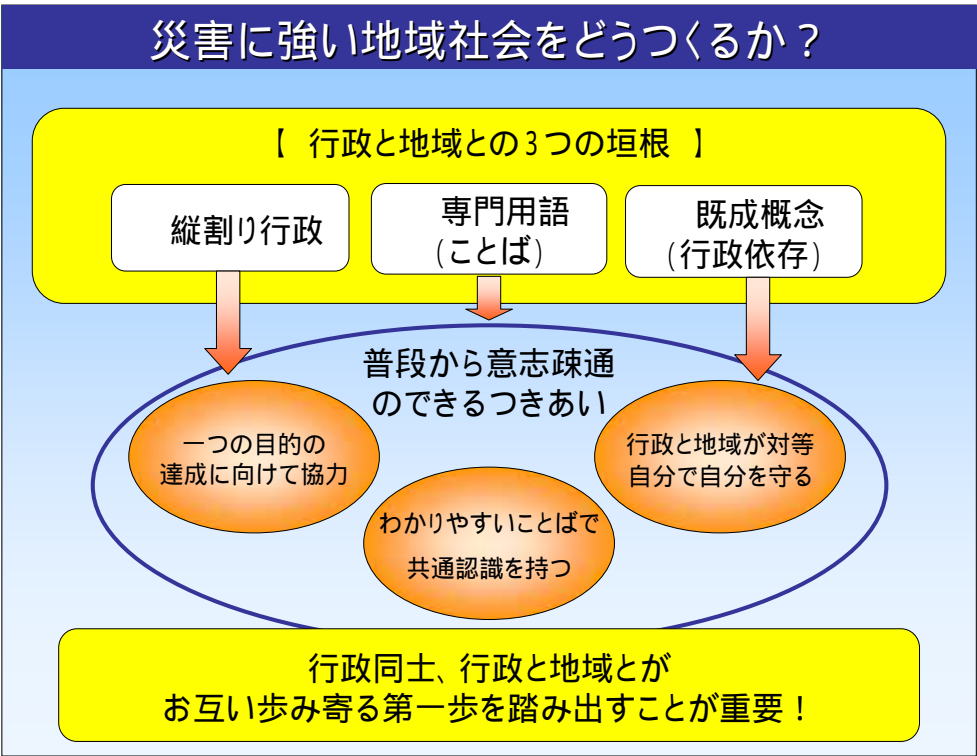 災害に強い地域社会をどうつくるか？
【 行政と地域との3つの垣根 】
縦割り行政
専門用語
(ことば)
既成概念
(行政依存)
普段から意志疎通
のできるつきあい
一つの目的の
達成に向けて協力
わかりやすいことばで
共通認識を持つ
行政と地域が対等
自分で自分を守る
行政同士、行政と地域とが
お互い歩み寄る第一歩を踏み出すことが重要！